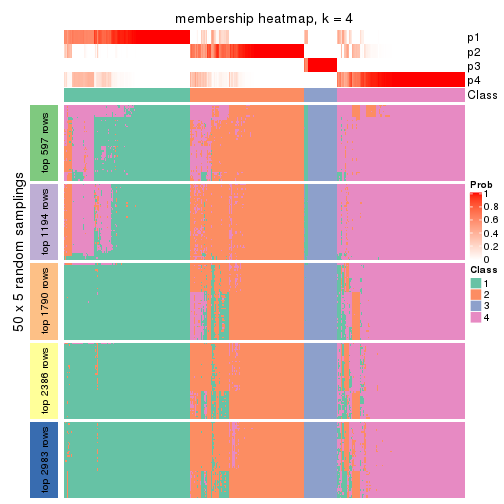 membership heatmap, k = 4
p1
p2
p3
p4
Class
50 x 5 random samplings
top 597 rows
top 1194 rows
top 1790 rows
top 2386 rows
top 2983 rows
Prob
1
0.8
0.6
0.4
0.2
0
Class
1
2
3
4